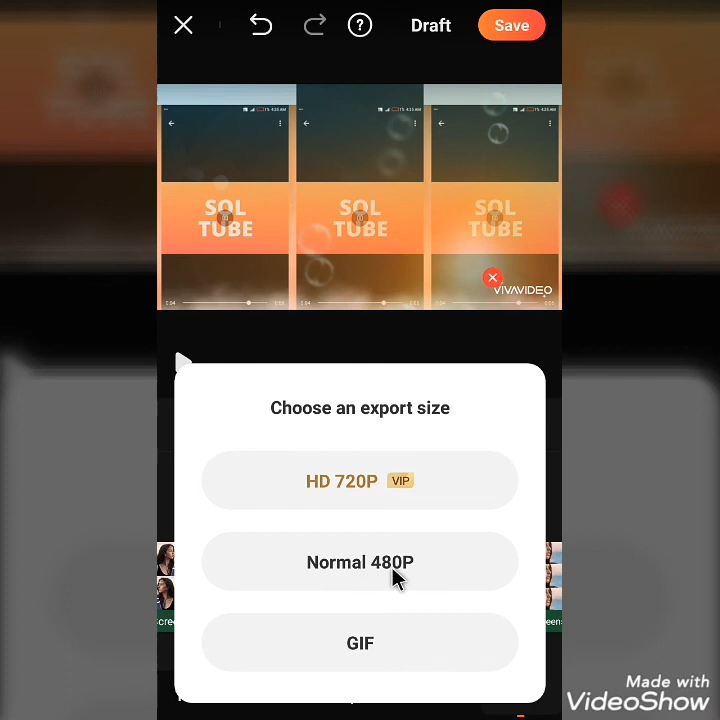 Draft
Save
SOL
TUBE
SOL
TUBE
SOL
TUBE
VIVAVIDEO
Choose an export size
HD 720P VIP
Normal 480P
GIF
Made with
VideoShow